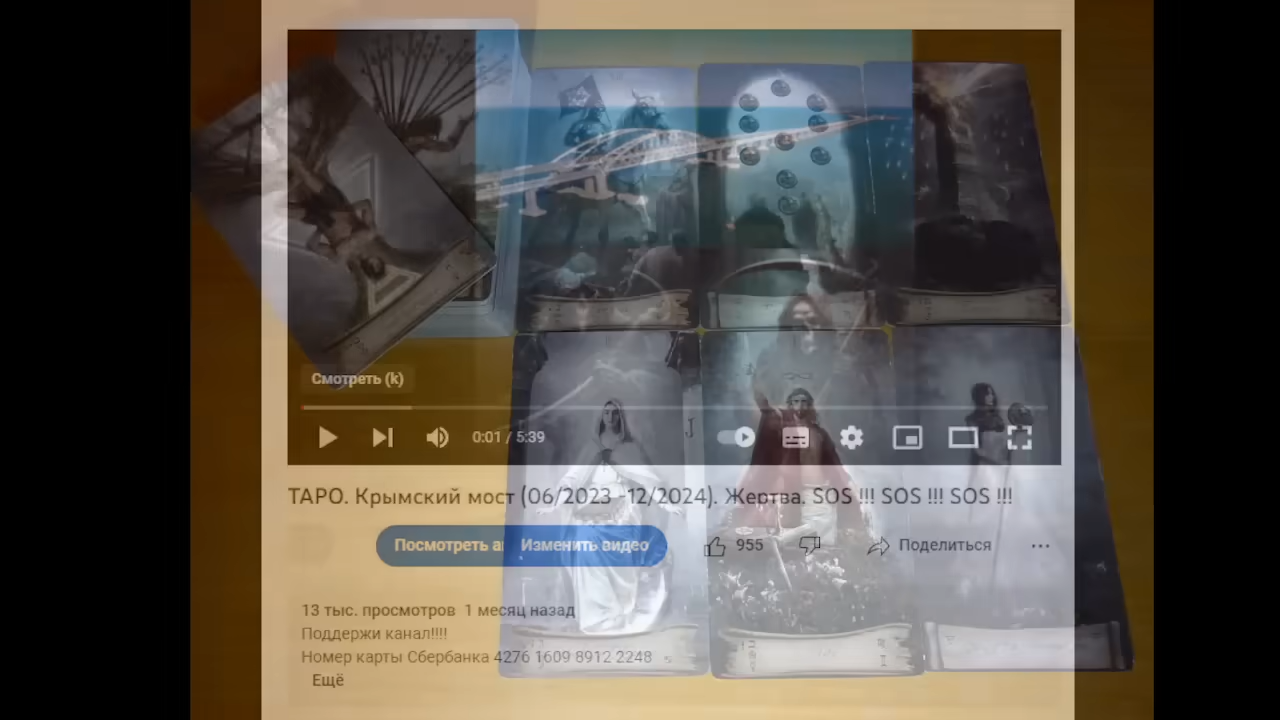 Смотреть (k)
0:01 / 5:39
ТАРО. Крымский мост (06/2023 -12/2024). Жертва. SOS !!! SOS !!! SOS !!!
Посмотреть а Изменить видео 955 Поделиться ...
13 тыс. просмотров 1 месяц назад
Поддержи канал!!!!
Номер карты Сбербанка 4276 1609 8912 2248
Ещё